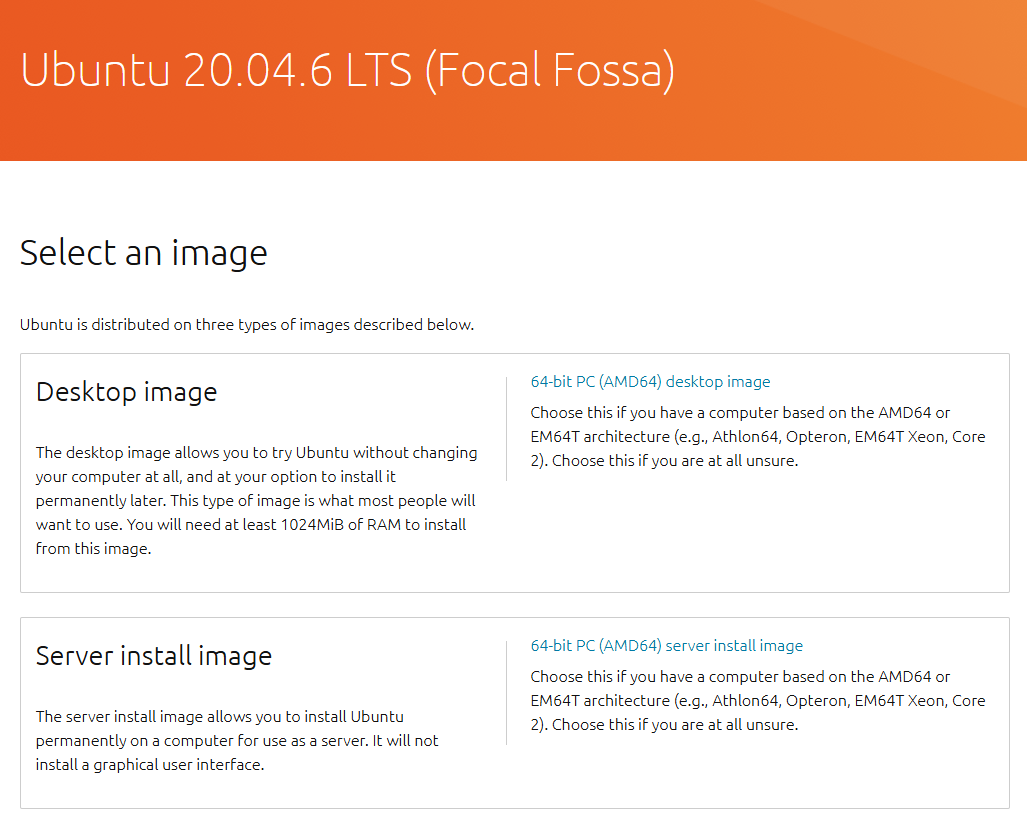 Ubuntu 20.04.6 LTS (Focal Fossa)
Select an image
Ubuntu is distributed on three types of images described below.
Desktop image
The desktop image allows you to try Ubuntu without changing
your computer at all, and at your option to install it
permanently later. This type of image is what most people will
want to use. You will need at least 1024MiB of RAM to install
from this image.
64-bit PC (AMD64) desktop image
Choose this if you have a computer based on the AMD64 or
EM64T architecture (e.g., Athlon64, Opteron, EM64T Xeon, Core
2). Choose this if you are at all unsure.
Server install image
The server install image allows you to install Ubuntu
permanently on a computer for use as a server. It will not
install a graphical user interface.
64-bit PC (AMD64) server install image
Choose this if you have a computer based on the AMD64 or
EM64T architecture (e.g., Athlon64, Opteron, EM64T Xeon, Core
2). Choose this if you are at all unsure.